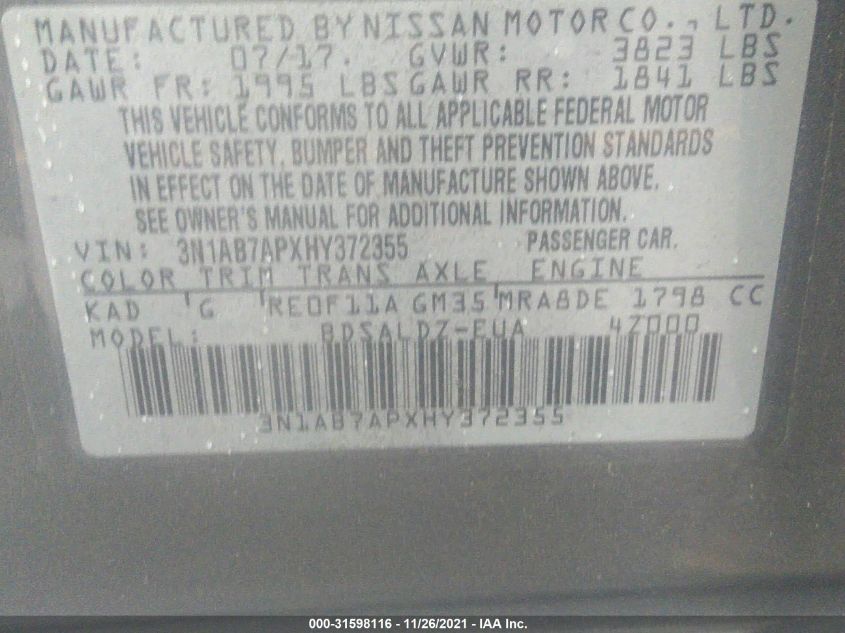 MANUFACTURED BY NISSAN MOTOR CO., LTD.
DATE: 07/17. GVWR: 3823 LBS
GAWR FR: 1995 LBS GAWR RR: 1841 LBS
THIS VEHICLE CONFORMS TO ALL APPLICABLE FEDERAL MOTOR
VEHICLE SAFETY, BUMPER AND THEFT PREVENTION STANDARDS
IN EFFECT ON THE DATE OF MANUFACTURE SHOWN ABOVE.
SEE OWNER'S MANUAL FOR ADDITIONAL INFORMATION.
VIN: 3N1AB7APXHY372355 PASSENGER CAR.
COLOR TRIM TRANS AXLE ENGINE
KAD G RE0F11A GM35 MRA8DE 1798 CC
MODEL: BDSALDZ-EUA 4Z000
3N1AB7APXHY372355
000-31598116 - 11/26/2021 - IAA Inc.